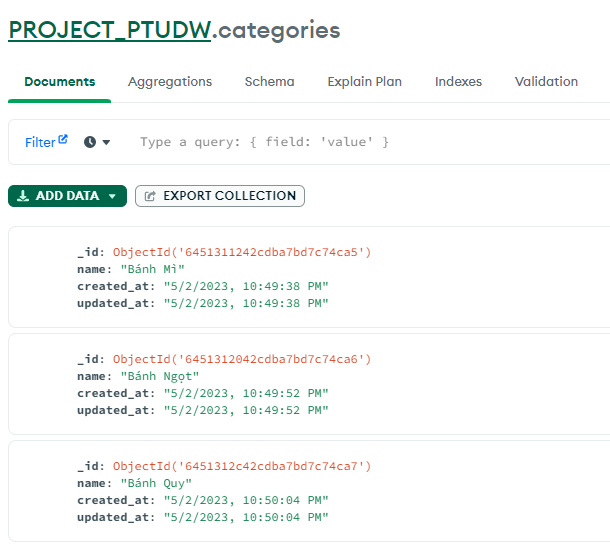 PROJECT_PTUDW.categories
Documents Aggregations Schema Explain Plan Indexes Validation
Filter Type a query: { field: 'value' }
ADD DATA EXPORT COLLECTION
_id: ObjectId('6451311242cdba7bd7c74ca5')
name: "Bánh Mì"
created_at: "5/2/2023, 10:49:38 PM"
updated_at: "5/2/2023, 10:49:38 PM"
_id: ObjectId('6451312042cdba7bd7c74ca6')
name: "Bánh Ngọt"
created_at: "5/2/2023, 10:49:52 PM"
updated_at: "5/2/2023, 10:49:52 PM"
_id: ObjectId('6451312c42cdba7bd7c74ca7')
name: "Bánh Quy"
created_at: "5/2/2023, 10:50:04 PM"
updated_at: "5/2/2023, 10:50:04 PM"